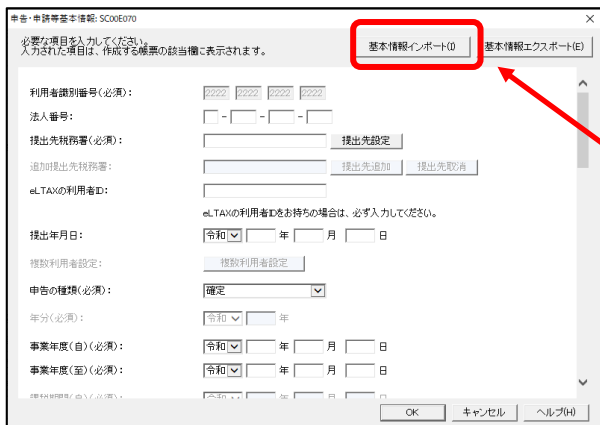 申告・申請等基本情報: SC00E070
必要な項目を入力してください。
入力された項目は、作成する帳票の該当欄に表示されます。
基本情報インポート(I) 基本情報エクスポート(E)
利用者識別番号(必須): 2222 2222 2222 2222
法人番号: - - -
提出先税務署(必須): 提出先設定
追加提出先税務署: 提出先追加 提出先取消
eLTAXの利用者ID:
eLTAXの利用者IDをお持ちの場合は、必ず入力してください。
提出年月日: 令和 年 月 日
複数利用者設定: 複数利用者設定
申告の種類(必須): 確定
年分(必須): 令和 年
事業年度(自)(必須): 令和 年 月 日
事業年度(至)(必須): 令和 年 月 日
課税期間(自)(必須): 令和 年 月 日
OK キャンセル ヘルプ(H)